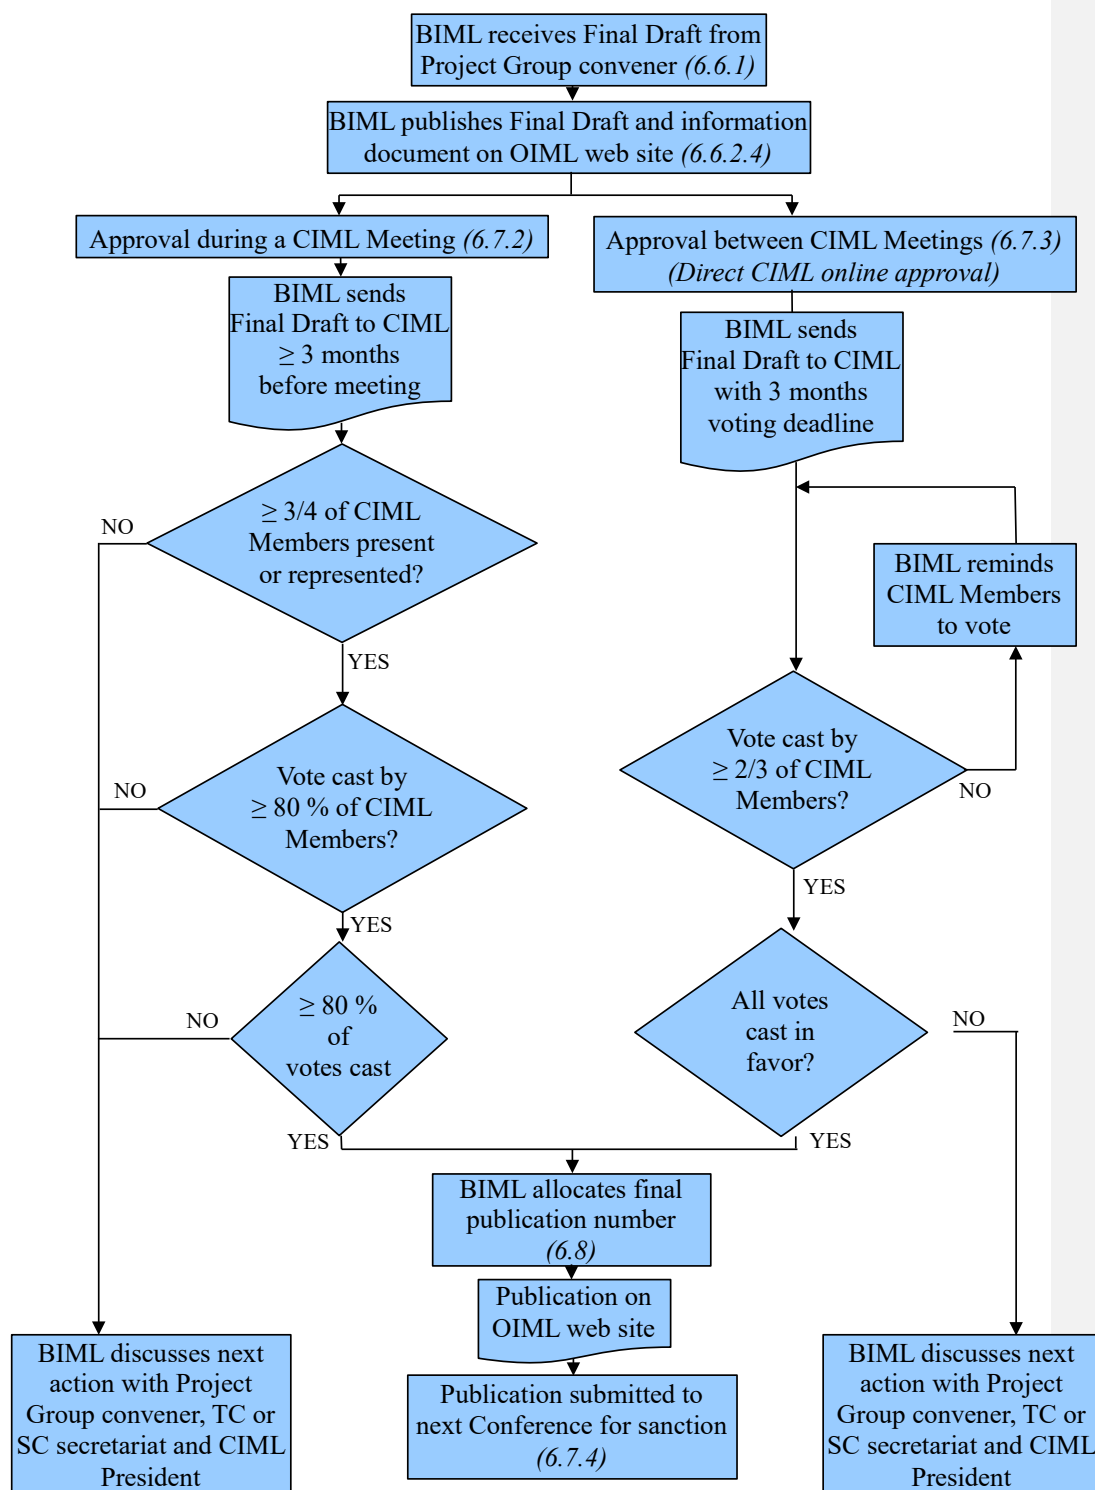 BIML receives Final Draft from
Project Group convener (6.6.1)
BIML publishes Final Draft and information
document on OIML web site (6.6.2.4)
Approval during a CIML Meeting (6.7.2)
Approval between CIML Meetings (6.7.3)
(Direct CIML online approval)
BIML sends
Final Draft to CIML
≥ 3 months
before meeting
BIML sends
Final Draft to CIML
with 3 months
voting deadline
≥ 3/4 of CIML
Members present
or represented?
NO
YES
BIML reminds
CIML Members
to vote
Vote cast by
≥ 80 % of CIML
Members?
NO
YES
Vote cast by
≥ 2/3 of CIML
Members?
NO
YES
≥ 80 %
of
votes cast
NO
YES
All votes
cast in
favor?
NO
YES
BIML allocates final
publication number
(6.8)
Publication on
OIML web site
Publication submitted to
next Conference for sanction
(6.7.4)
BIML discusses next
action with Project
Group convener, TC or
SC secretariat and CIML
President
BIML discusses next
action with Project
Group convener, TC or
SC secretariat and CIML
President